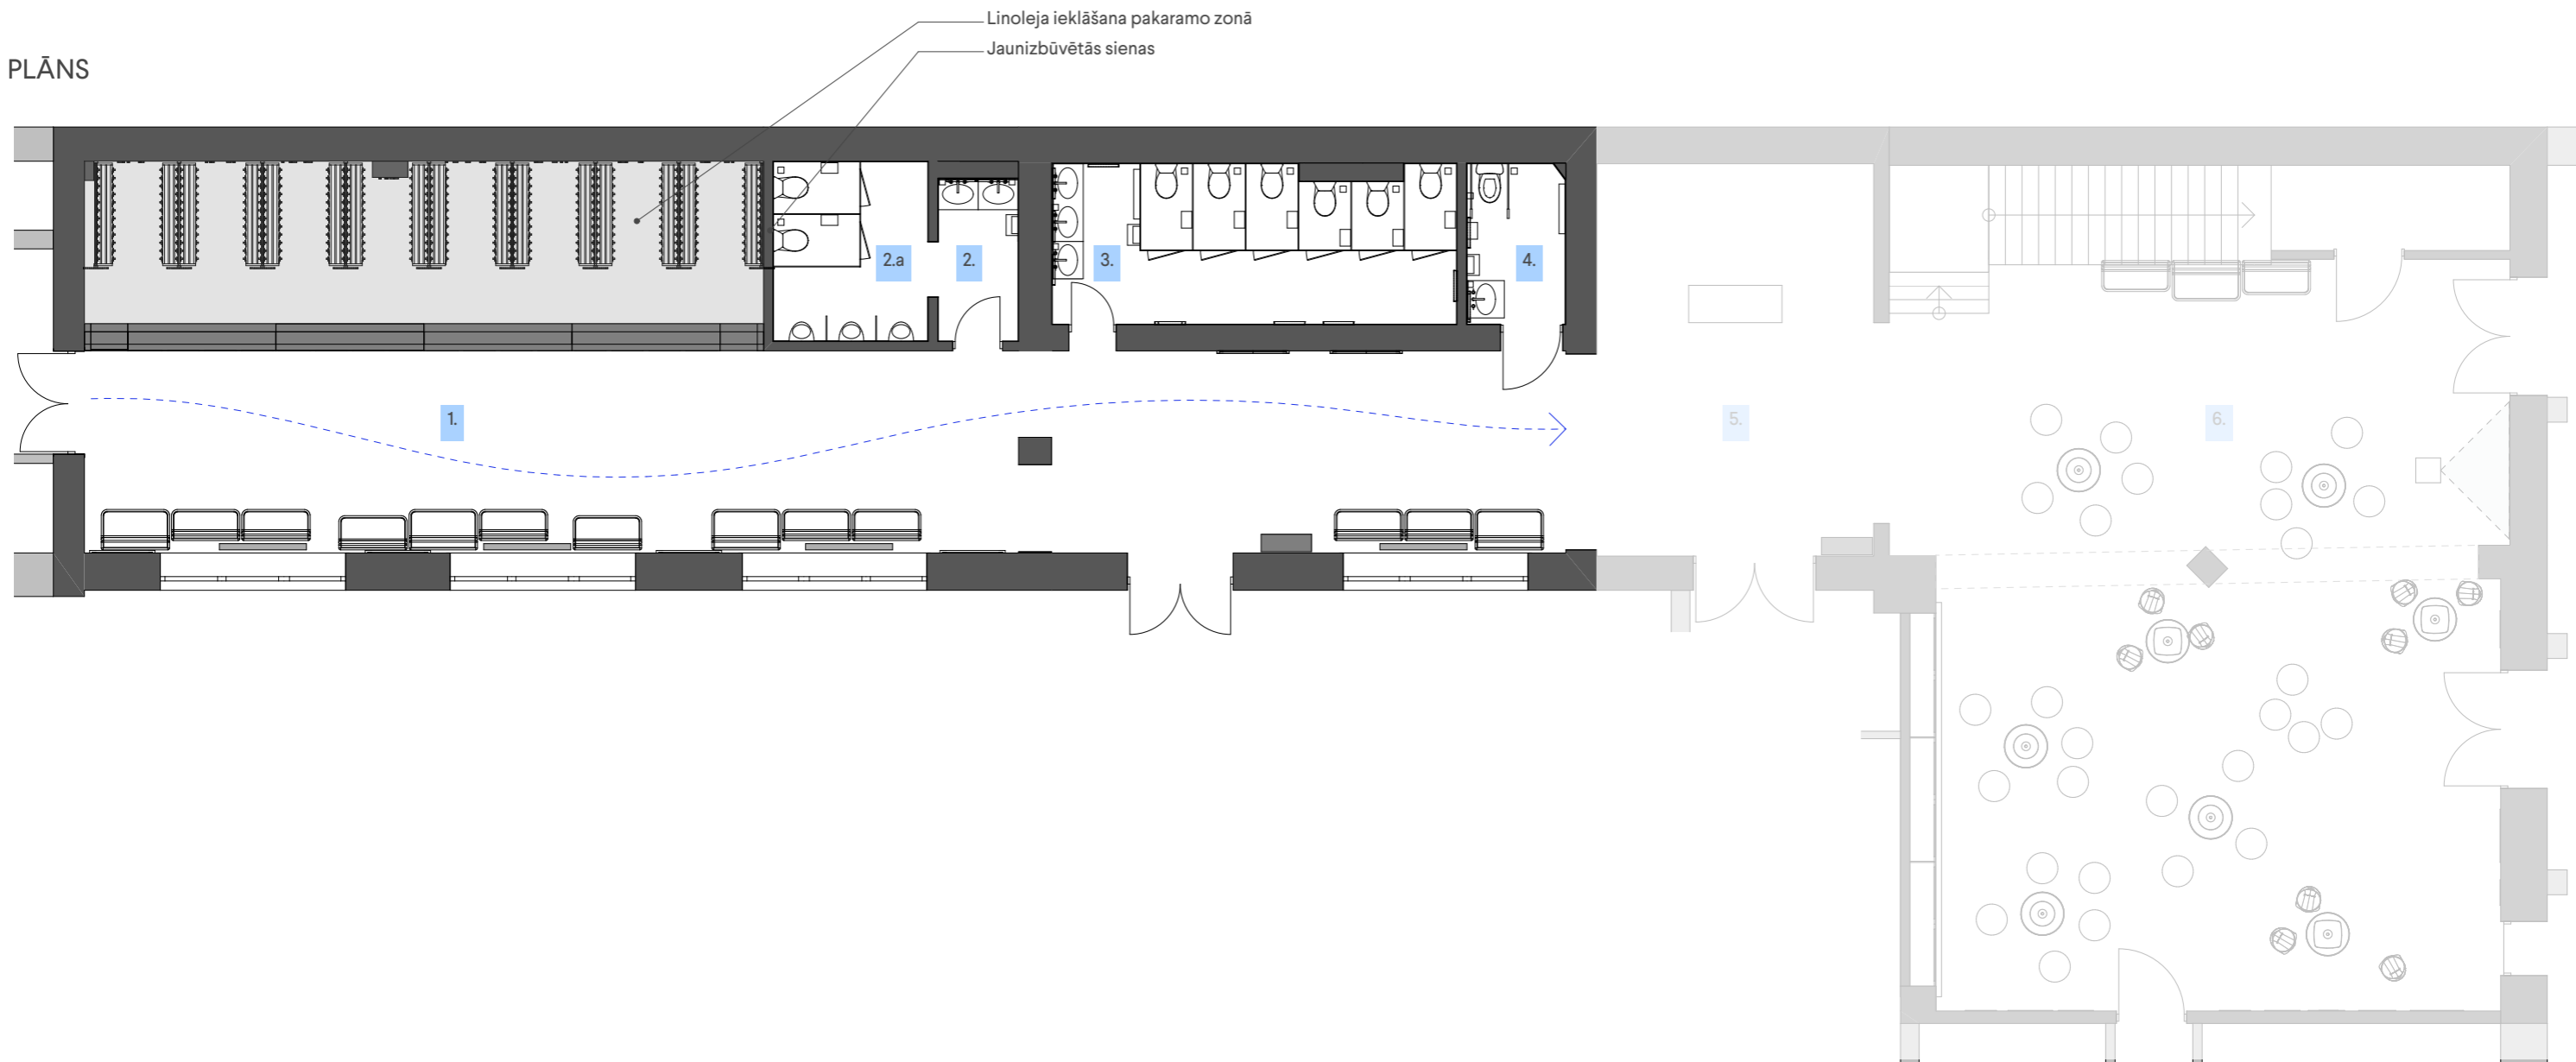 Linoleja ieklāšana pakaramo zonā
Jaunizbūvētās sienas
PLĀNS
2.a
2.
3.
4.
1.
5.
6.